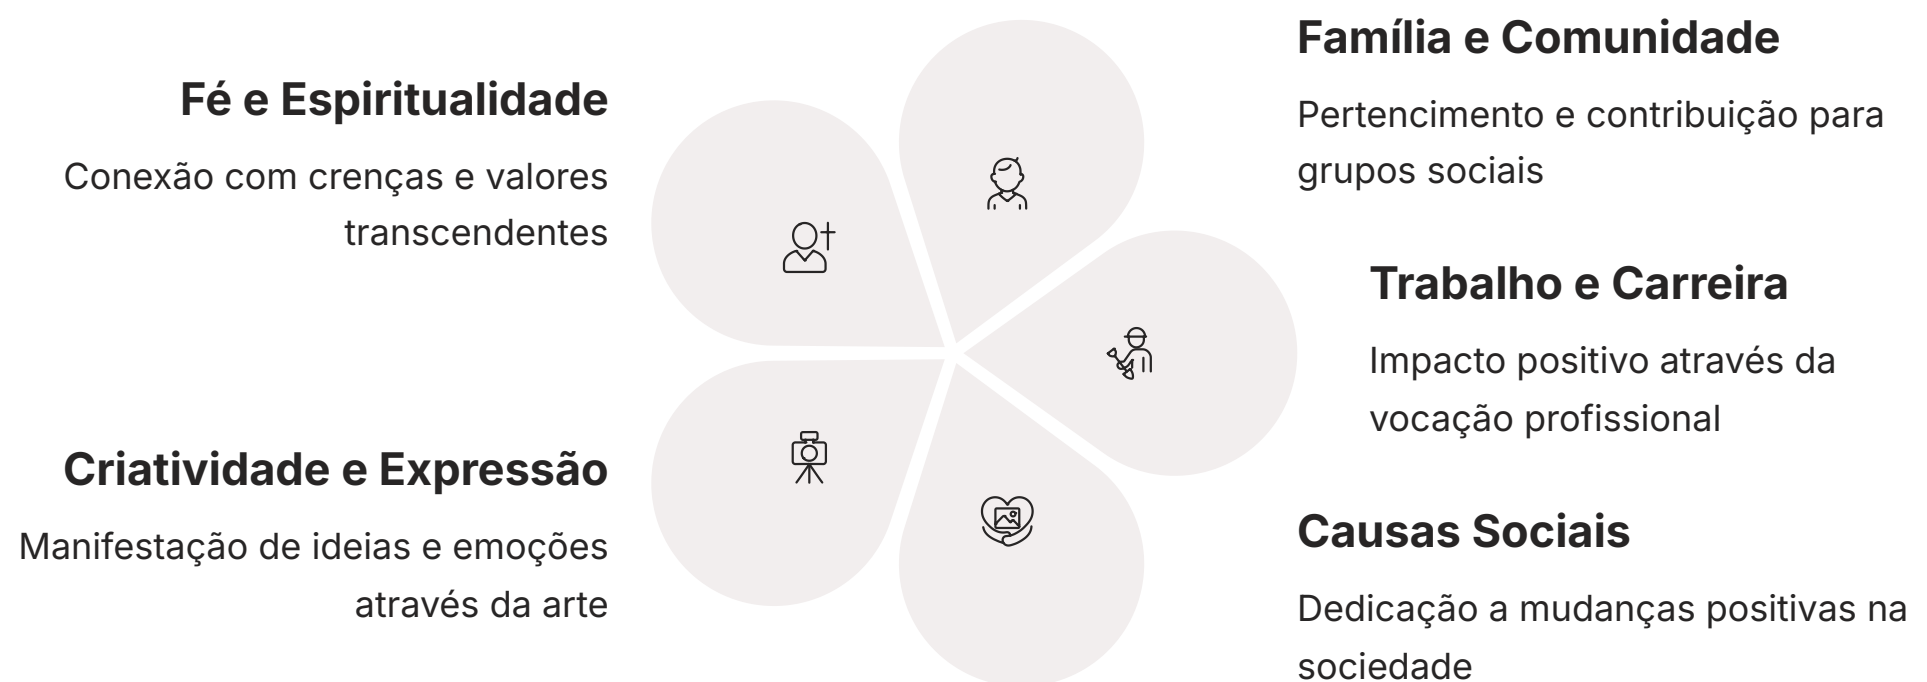 Fé e Espiritualidade
Conexão com crenças e valores
transcendentes
Criatividade e Expressão
Manifestação de ideias e emoções
através da arte
Família e Comunidade
Pertencimento e contribuição para
grupos sociais
Trabalho e Carreira
Impacto positivo através da
vocação profissional
Causas Sociais
Dedicação a mudanças positivas na
sociedade